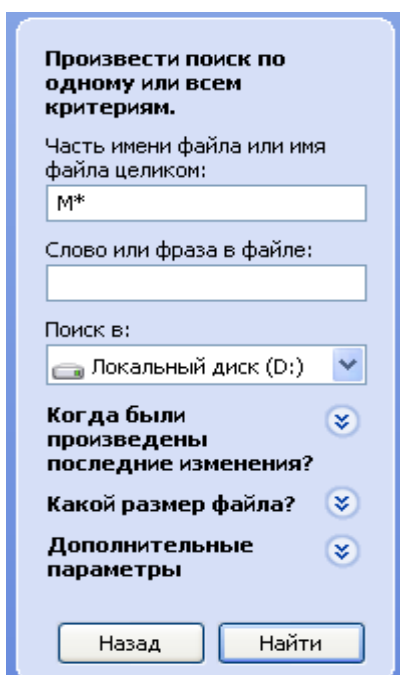 Произвести поиск по
одному или всем
критериям.
Часть имени файла или имя
файла целиком:
М*
Слово или фраза в файле:
Поиск в:
Локальный диск (D:)
Когда были
произведены
последние изменения?
Какой размер файла?
Дополнительные
параметры
Назад
Найти